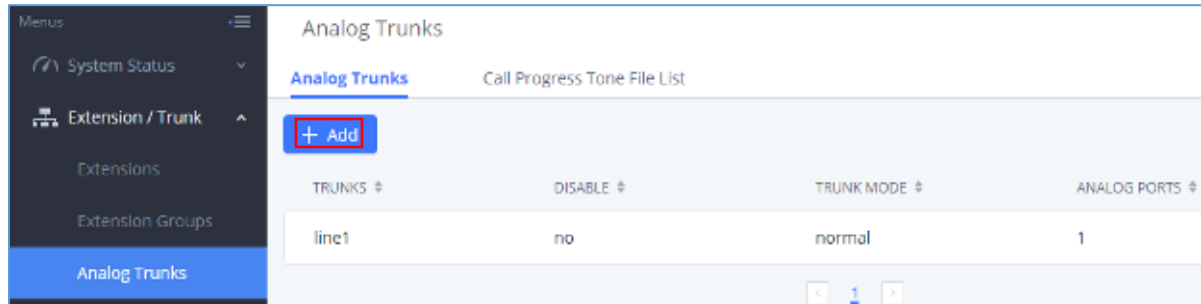 Menus
System Status
Extension / Trunk
Extensions
Extension Groups
Analog Trunks
Analog Trunks
Analog Trunks Call Progress Tone File List
+ Add
TRUNKS DISABLE TRUNK MODE ANALOG PORTS
line1 no normal 1
< 1 >